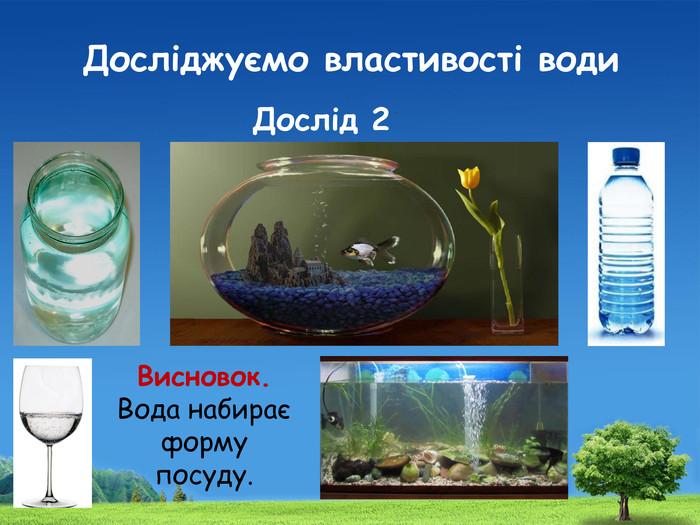 Досліджуємо властивості води
Дослід 2
Висновок.
Вода набирає
форму
посуду.